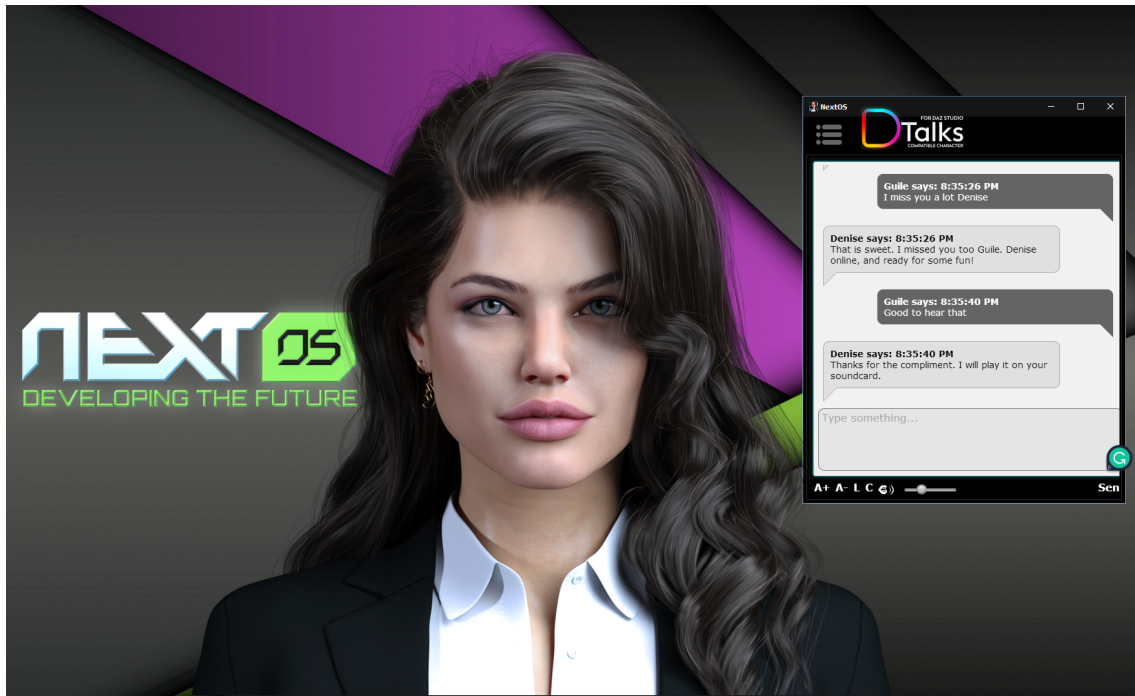 NEXT OS
DEVELOPING THE FUTURE
NextOS
FOR DAZ STUDIO
D Talks
COMPATIBLE CHARACTER
Guile says: 8:35:26 PM
I miss you a lot Denise
Denise says: 8:35:26 PM
That is sweet. I missed you too Guile. Denise
online, and ready for some fun!
Guile says: 8:35:40 PM
Good to hear that
Denise says: 8:35:40 PM
Thanks for the compliment. I will play it on your
soundcard.
Type something...
A+ A- L C
Sen